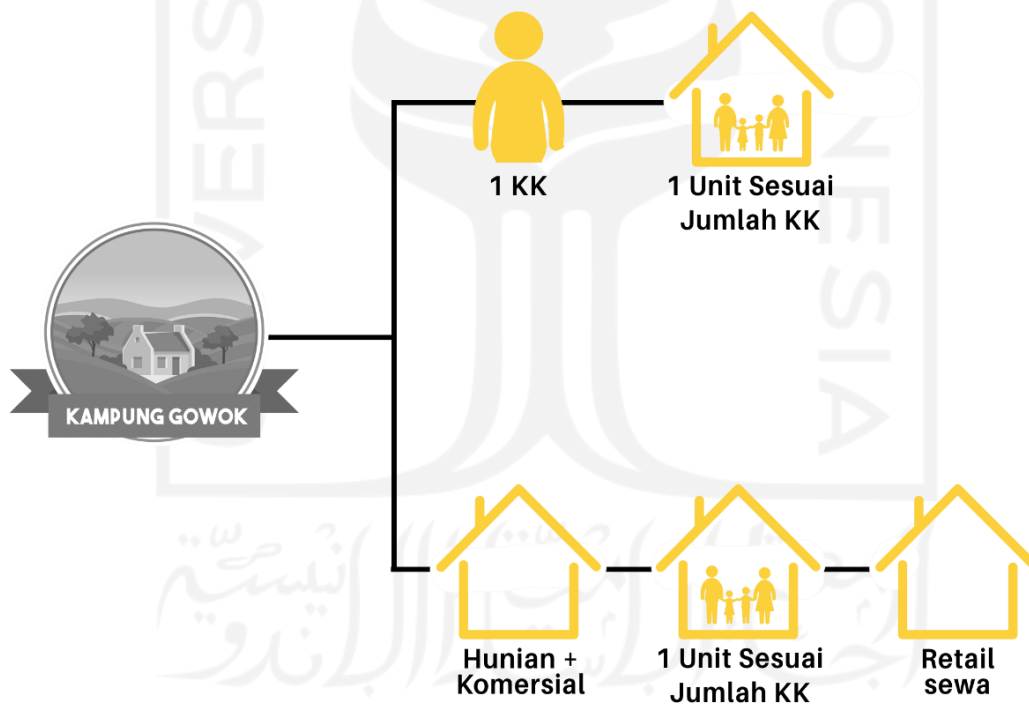 1 KK
1 Unit Sesuai
Jumlah KK
KAMPUNG GOWOK
Hunian +
Komersial
1 Unit Sesuai
Jumlah KK
Retail
sewa